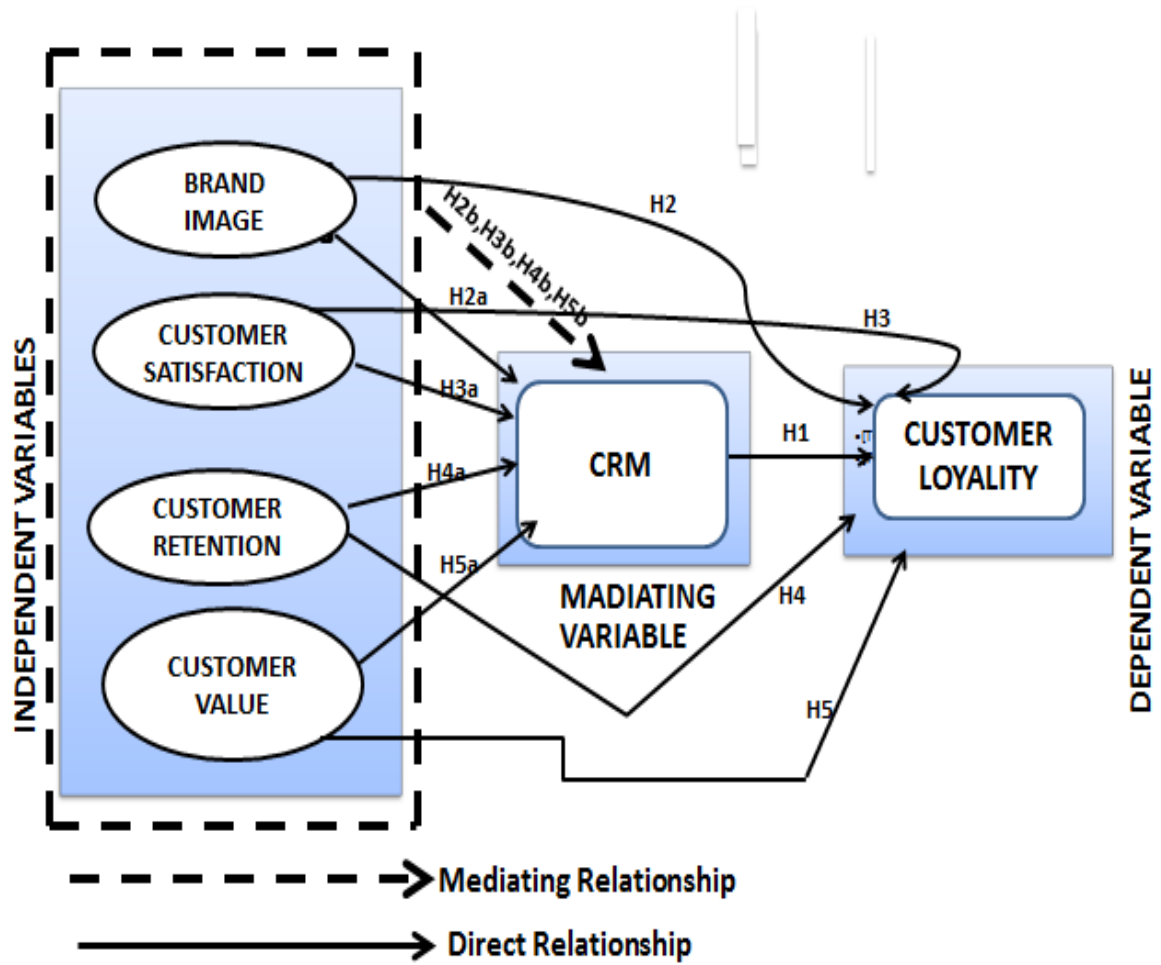 INDEPENDENT VARIABLES
BRAND
IMAGE
CUSTOMER
SATISFACTION
CUSTOMER
RETENTION
CUSTOMER
VALUE
H2b,H3b,H4b,H5b
H2
H2a
H3
H3a
H4a
H5a
CRM
H1
MADIATING
VARIABLE
H4
H5
CUSTOMER
LOYALITY
DEPENDENT VARIABLE
Mediating Relationship
Direct Relationship